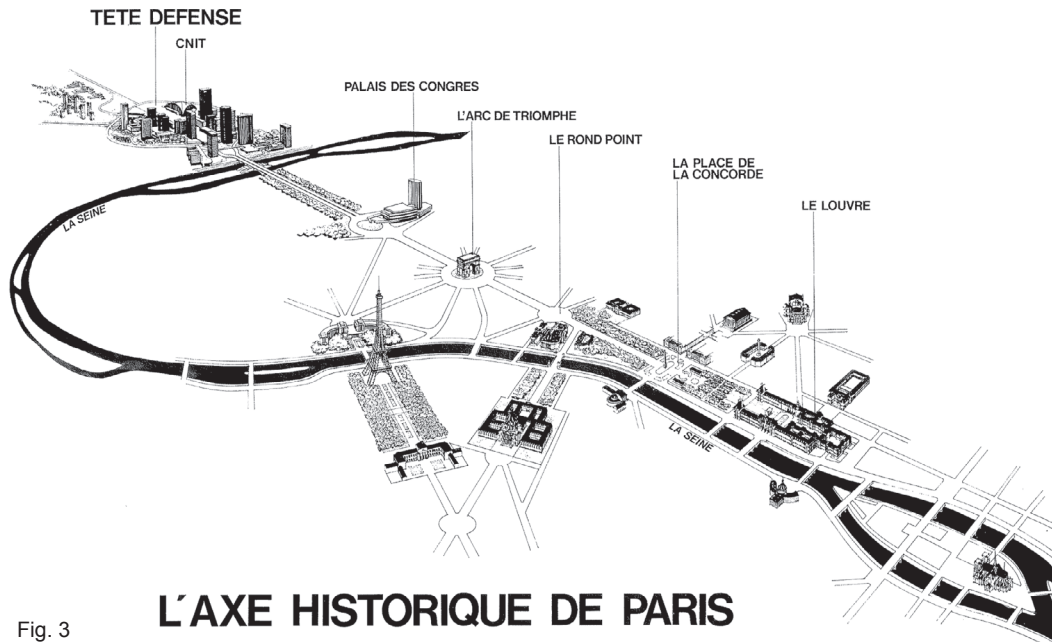 TETE DEFENSE
CNIT
PALAIS DES CONGRES
L'ARC DE TRIOMPHE
LE ROND POINT
LA PLACE DE
LA CONCORDE
LE LOUVRE
LA SEINE
LA SEINE
L'AXE HISTORIQUE DE PARIS
Fig. 3